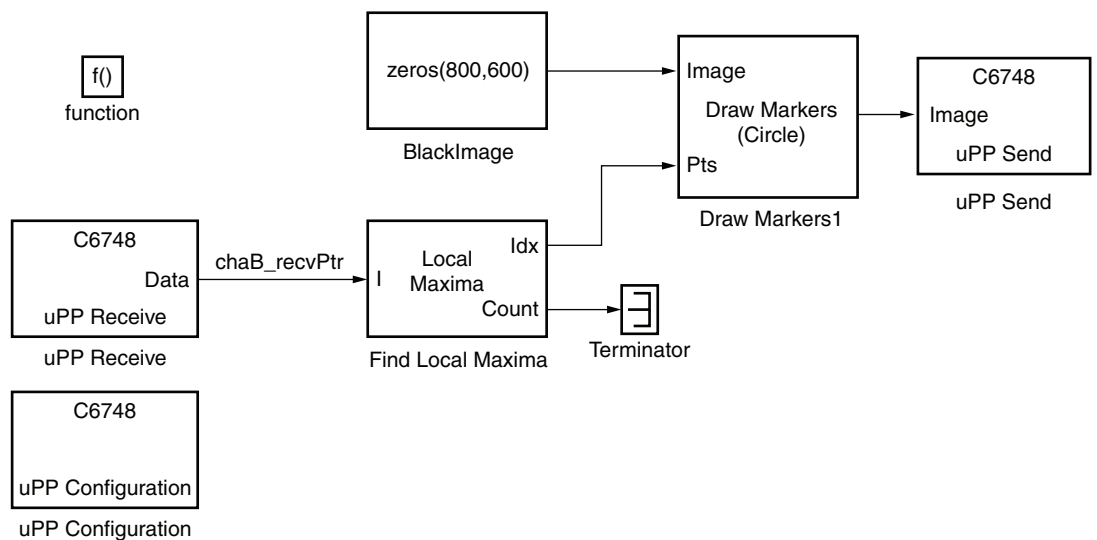 f()
function
zeros(800,600)
BlackImage
Image
Draw Markers
(Circle)
Pts
Draw Markers1
C6748
Image
uPP Send
uPP Send
C6748
Data
uPP Receive
uPP Receive
chaB_recvPtr
I
Local
Maxima
Idx
Count
Find Local Maxima
Terminator
C6748
uPP Configuration
uPP Configuration